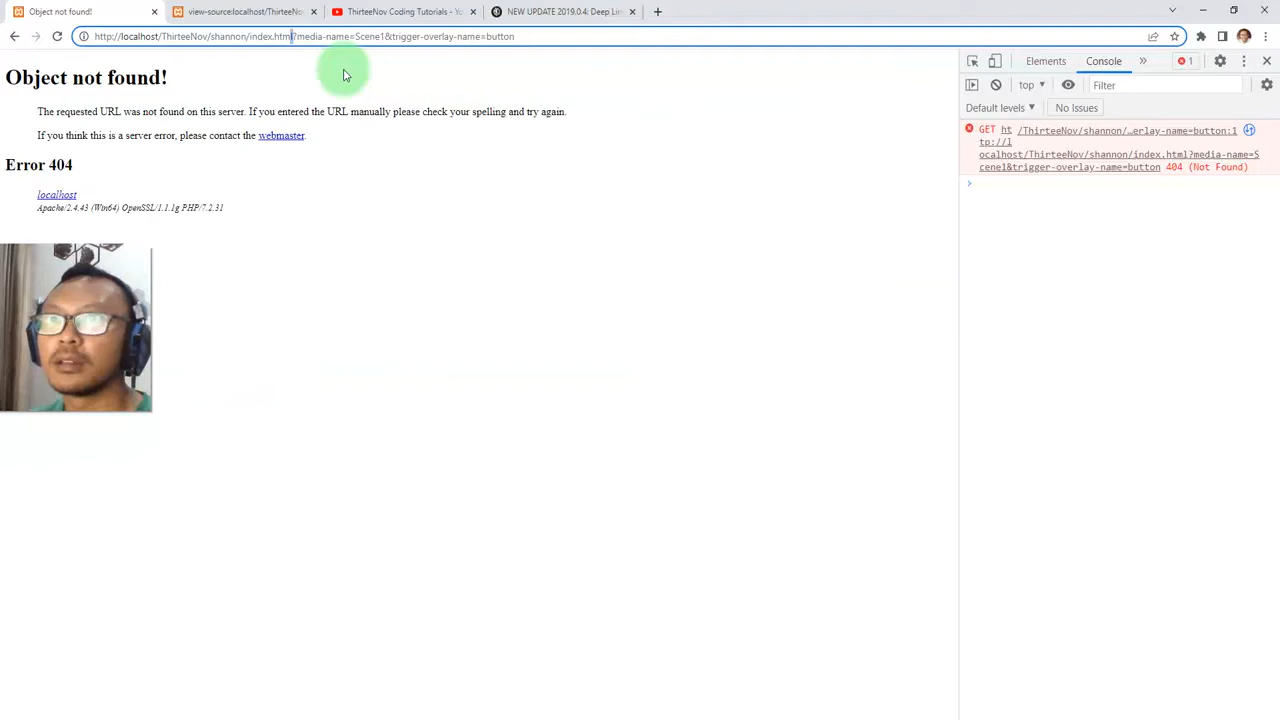 Object not found!
view-source:localhost/ThirteeNo
ThirteeNov Coding Tutorials - Yo
NEW UPDATE 2019.0.4: Deep Lin
http://localhost/ThirteeNov/shannon/index.html?media-name=Scene1&trigger-overlay-name=button
Object not found!
The requested URL was not found on this server. If you entered the URL manually please check your spelling and try again.
If you think this is a server error, please contact the webmaster.
Error 404
localhost
Apache/2.4.43 (Win64) OpenSSL/1.1.1g PHP/7.2.31
Elements
Console
1
top
Filter
Default levels
No Issues
GET ht /ThirteeNov/shannon/…erlay-name=button:1
tp://l
ocalhost/ThirteeNov/shannon/index.html?media-name=S
cene1&trigger-overlay-name=button 404 (Not Found)